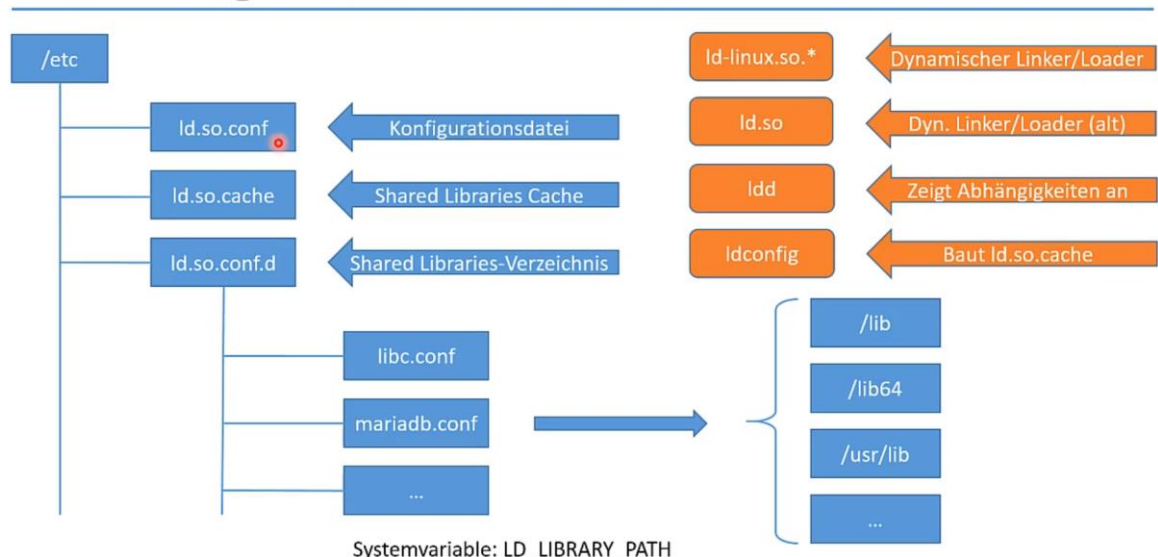 /etc
ld.so.conf
Konfigurationsdatei
ld.so.cache
Shared Libraries Cache
ld.so.conf.d
Shared Libraries-Verzeichnis
libc.conf
mariadb.conf
...
ld-linux.so.*
Dynamischer Linker/Loader
ld.so
Dyn. Linker/Loader (alt)
ldd
Zeigt Abhängigkeiten an
ldconfig
Baut ld.so.cache
/lib
/lib64
/usr/lib
...
Systemvariable: LD_LIBRARY_PATH